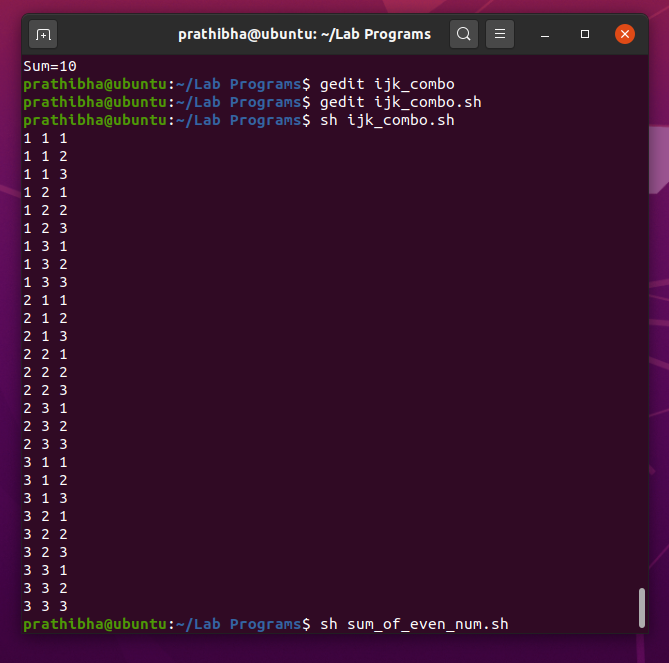 prathibha@ubuntu: ~/Lab Programs
Sum=10
prathibha@ubuntu:~/Lab Programs$ gedit ijk_combo
prathibha@ubuntu:~/Lab Programs$ gedit ijk_combo.sh
prathibha@ubuntu:~/Lab Programs$ sh ijk_combo.sh
1 1 1
1 1 2
1 1 3
1 2 1
1 2 2
1 2 3
1 3 1
1 3 2
1 3 3
2 1 1
2 1 2
2 1 3
2 2 1
2 2 2
2 2 3
2 3 1
2 3 2
2 3 3
3 1 1
3 1 2
3 1 3
3 2 1
3 2 2
3 2 3
3 3 1
3 3 2
3 3 3
prathibha@ubuntu:~/Lab Programs$ sh sum_of_even_num.sh